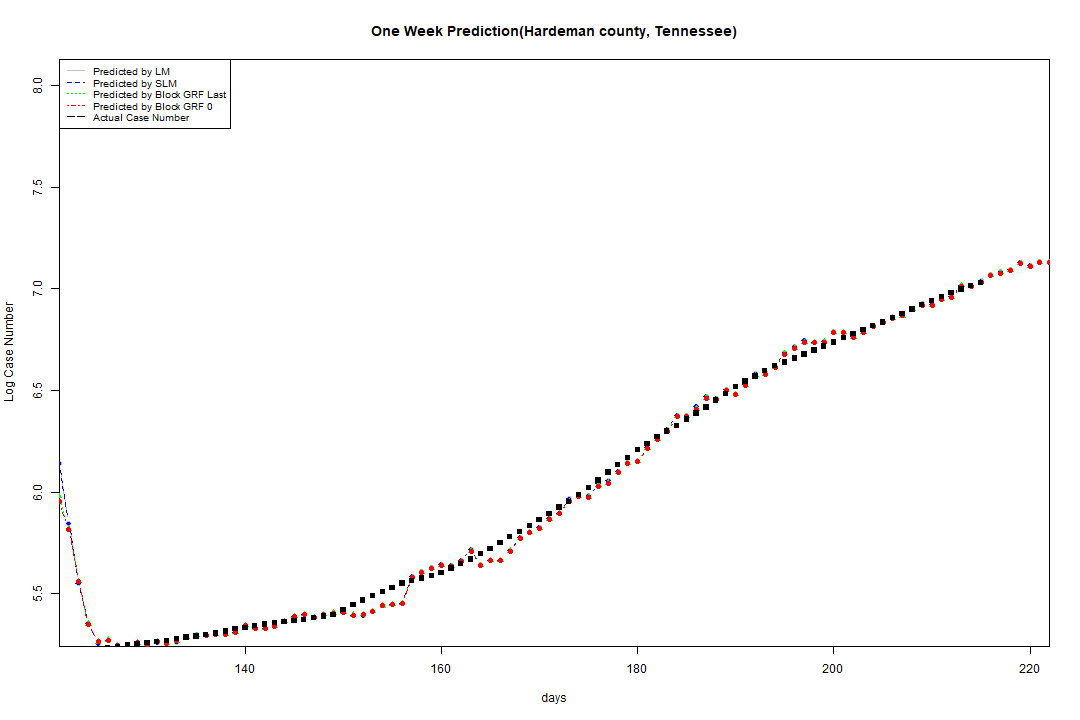 One Week Prediction(Hardeman county, Tennessee)
Predicted by LM
Predicted by SLM
Predicted by Block GRF Last
Predicted by Block GRF 0
Actual Case Number
8.0
7.5
7.0
6.5
6.0
5.5
Log Case Number
140 160 180 200 220
days